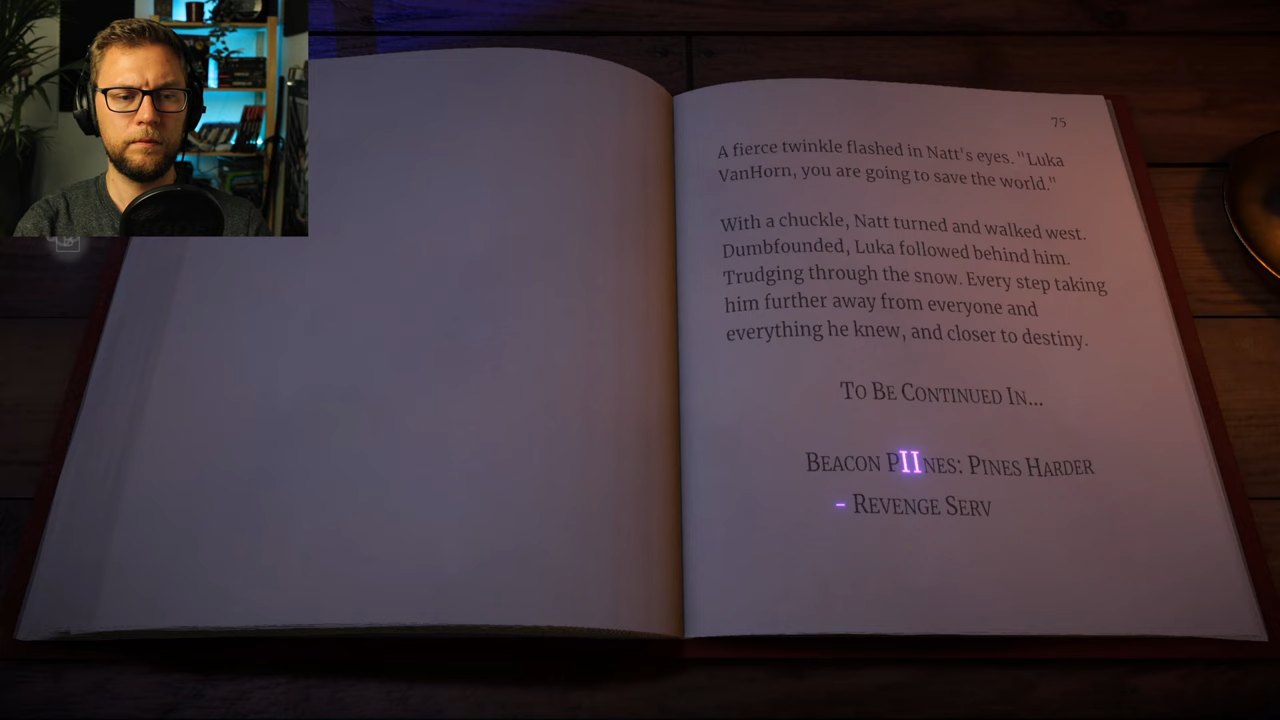 75
A fierce twinkle flashed in Natt's eyes. "Luka
VanHorn, you are going to save the world."
With a chuckle, Natt turned and walked west.
Dumbfounded, Luka followed behind him.
Trudging through the snow. Every step taking
him further away from everyone and
everything he knew, and closer to destiny.
To Be Continued In...
Beacon PIInes: Pines Harder
- Revenge Serv